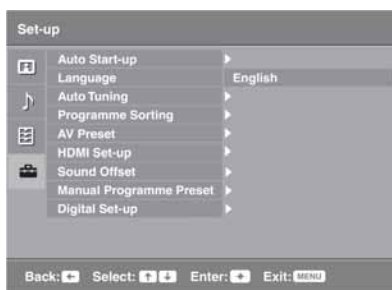 Set-up
Auto Start-up
Language English
Auto Tuning
Programme Sorting
AV Preset
HDMI Set-up
Sound Offset
Manual Programme Preset
Digital Set-up
Back: Select: Enter: Exit: MENU